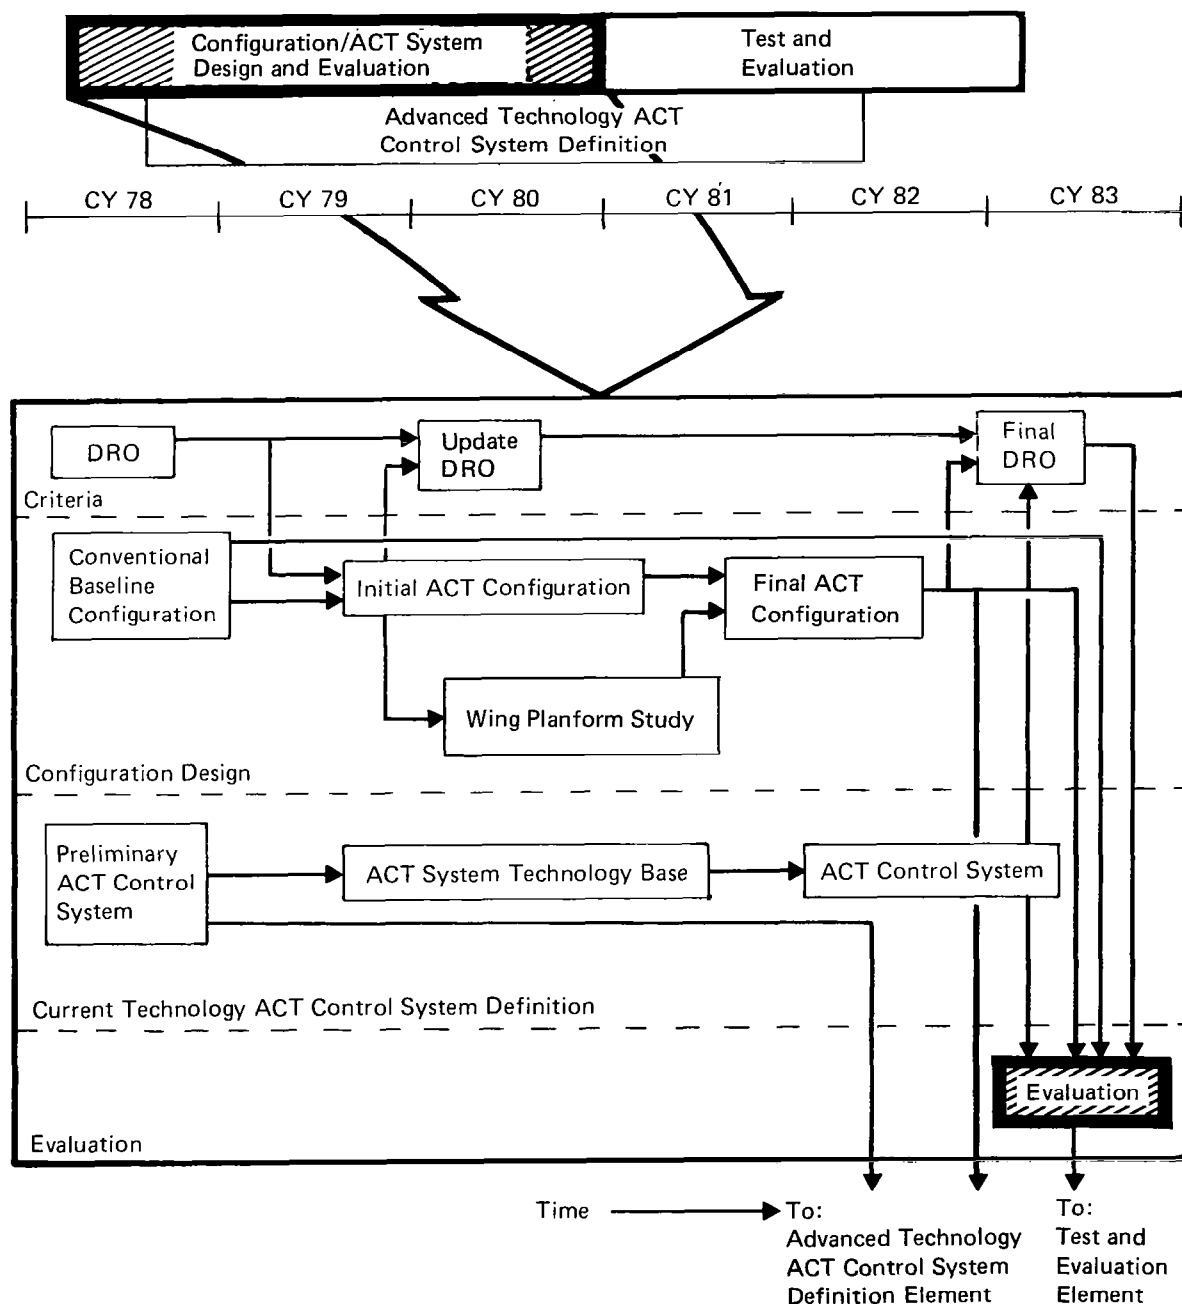 Configuration/ACT System
Design and Evaluation
Test and
Evaluation
Advanced Technology ACT
Control System Definition
CY 78
CY 79
CY 80
CY 81
CY 82
CY 83
DRO
Update
DRO
Final
DRO
Criteria
Conventional
Baseline
Configuration
Initial ACT Configuration
Final ACT
Configuration
Wing Planform Study
Configuration Design
Preliminary
ACT Control
System
ACT System Technology Base
ACT Control System
Current Technology ACT Control System Definition
Evaluation
Evaluation
Time
To:
Advanced Technology
ACT Control System
Definition Element
To:
Test and
Evaluation
Element